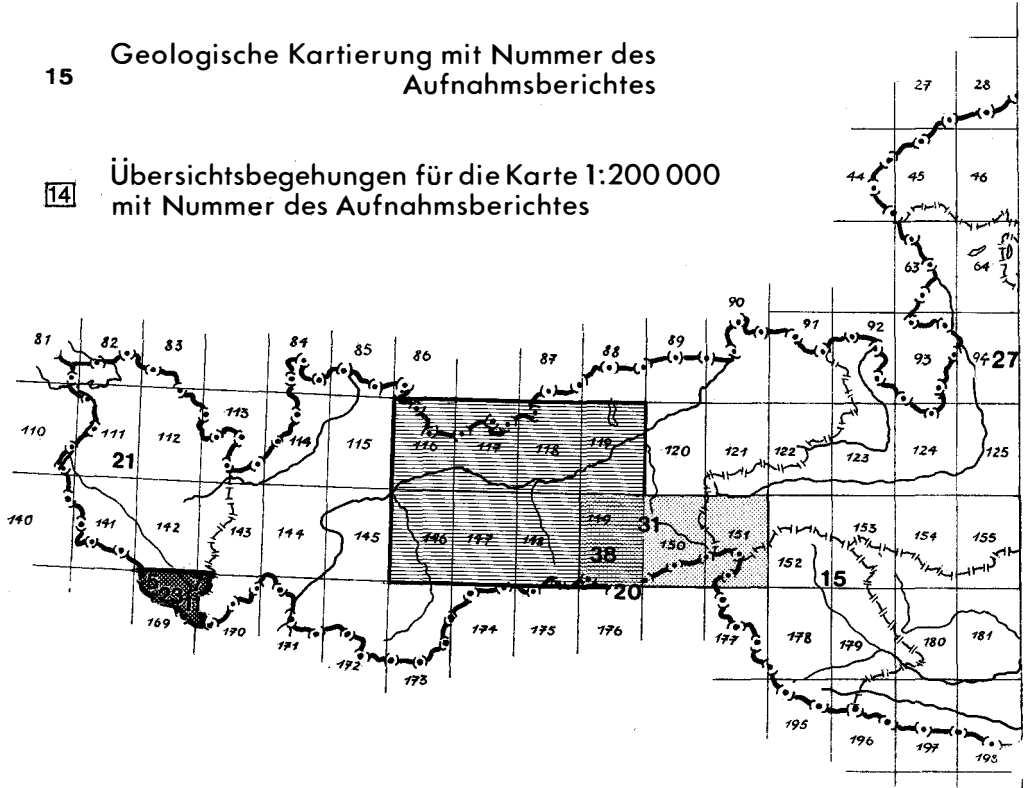 15 Geologische Kartierung mit Nummer des
Aufnahmsberichtes
14 Übersichtsbegehungen für die Karte 1:200 000
mit Nummer des Aufnahmsberichtes
27 28
44 45 46
63 64
90 91 92
81 82 83 84 85 86 87 88 89
93 94 27
110 111 112 113 114 115 116 117 118 119 120 121 122 123 124 125
21
140 141 142 143 144 145 146 147 148 149 150 151 152 153 154 155
31
38
15
20
169 170 171 172 173 174 175 176 177 178 179 180 181
195 196 197 198